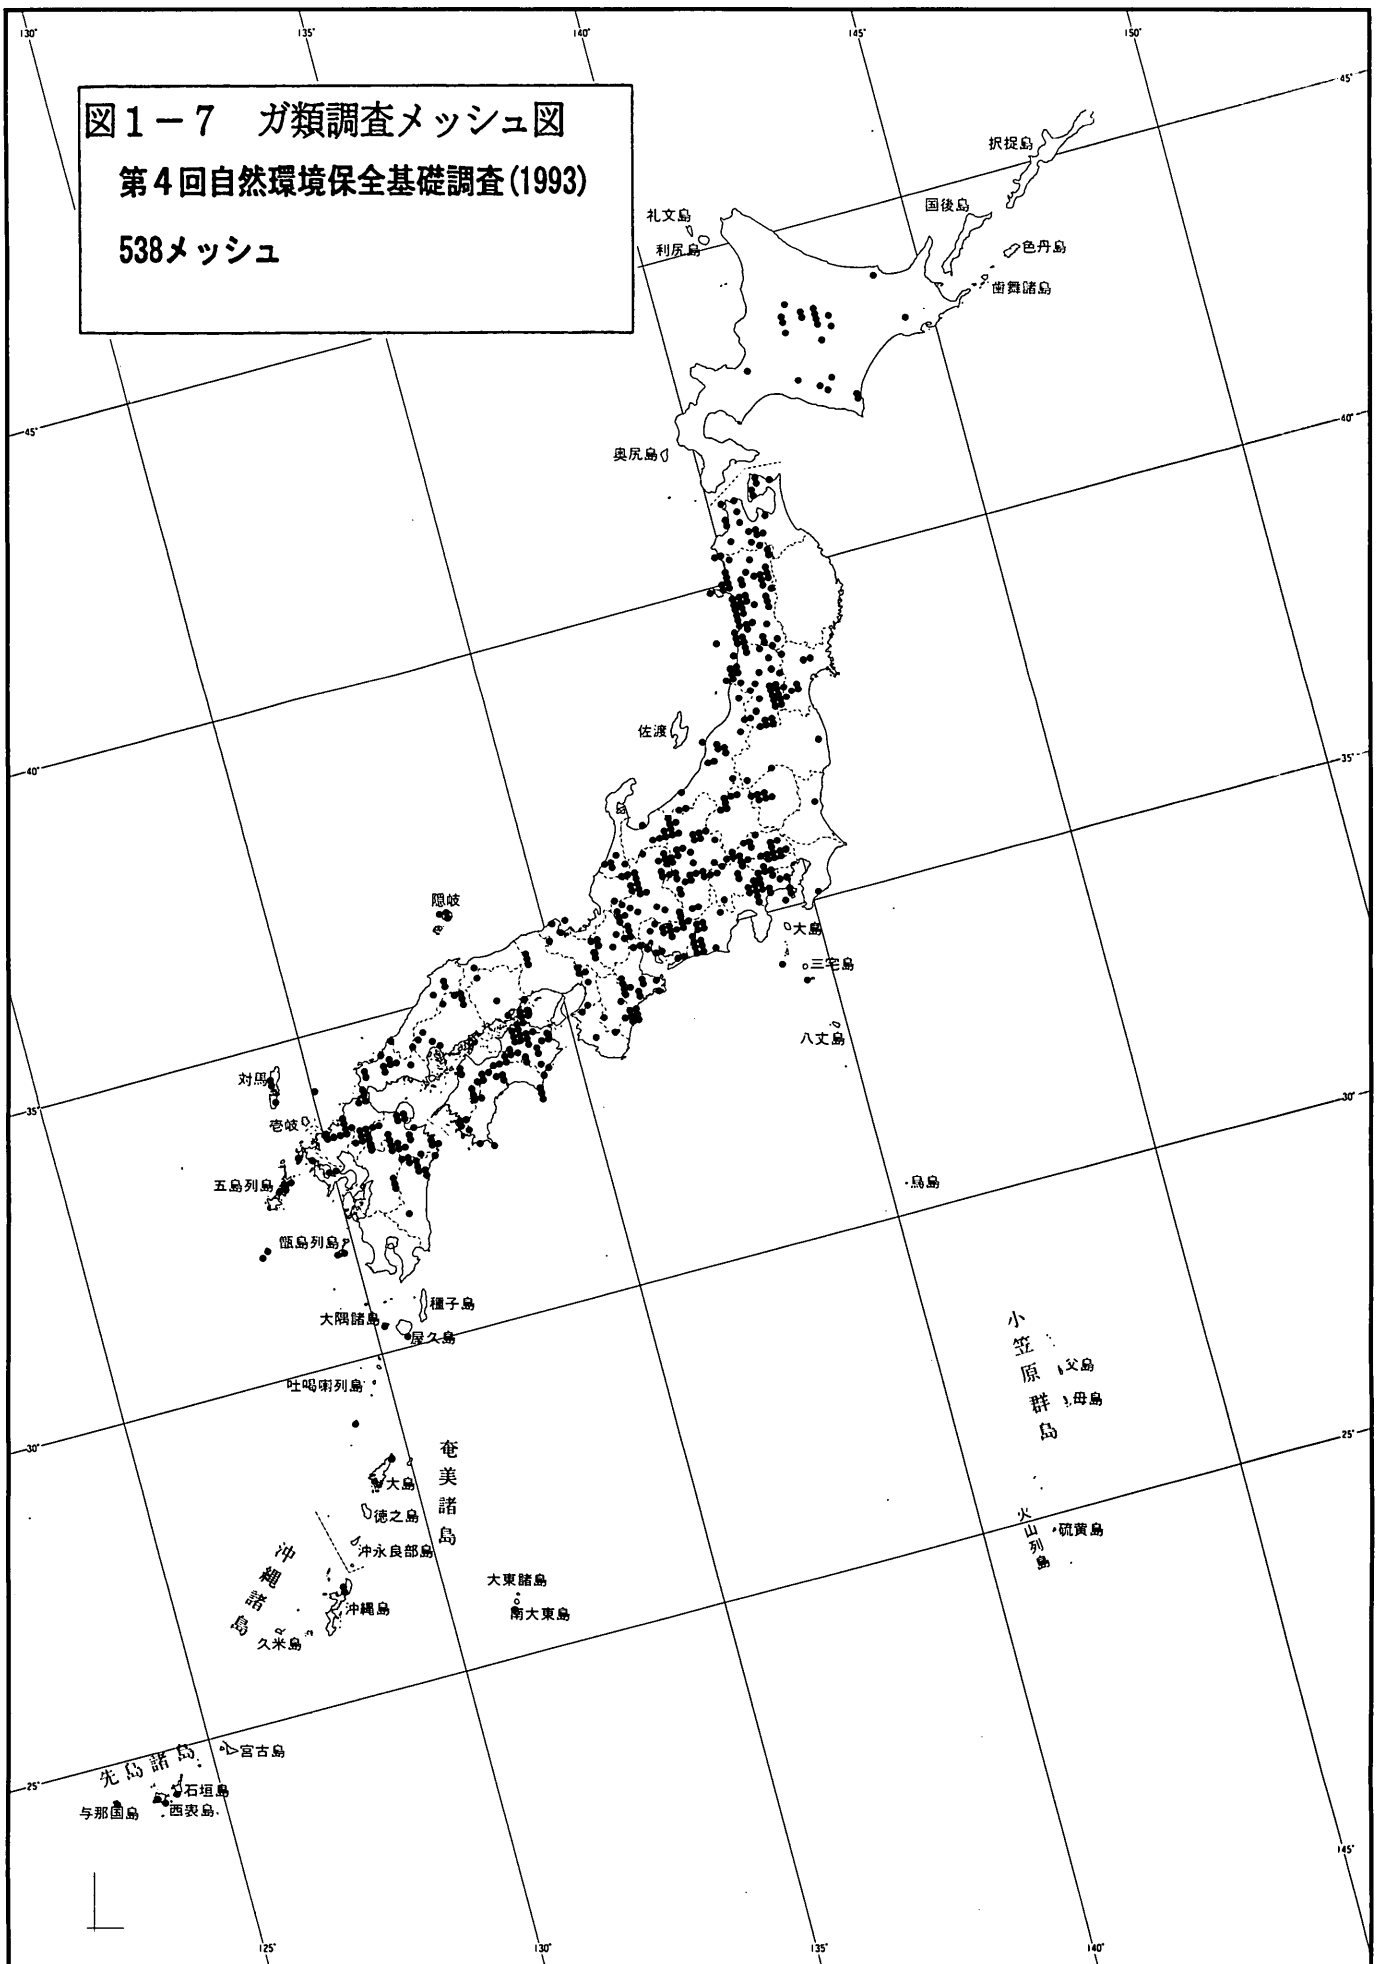 130°
135°
140°
145°
150°
図1-7 ガ類調査メッシュ図
第4回自然環境保全基礎調査(1993)
538メッシュ
45°
択捉島
国後島
色丹島
歯舞諸島
礼文島
利尻島
奥尻島
45°
40°
佐渡
40°
35°
隠岐
大島
三宅島
八丈島
対馬
壱岐
35°
五島列島
甑島列島
30°
鳥島
種子島
大隅諸島
屋久島
吐噶喇列島
小笠原群島
父島
母島
30°
奄美諸島
大島
徳之島
沖永良部島
25°
火山列島
硫黄島
沖縄諸島
沖縄島
久米島
大東諸島
南大東島
先島諸島
宮古島
石垣島
西表島
与那国島
25°
145°
125°
130°
135°
140°